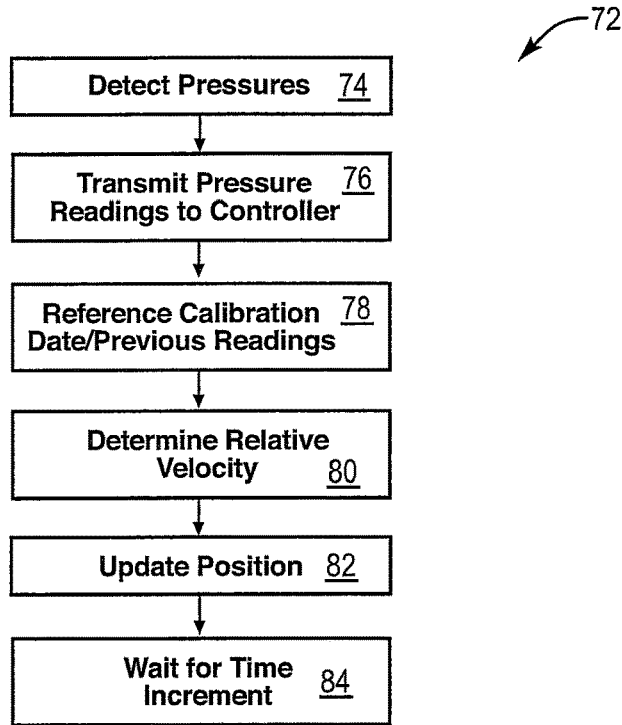 72
Detect Pressures 74
Transmit Pressure 76
Readings to Controller
Reference Calibration 78
Date/Previous Readings
Determine Relative
Velocity 80
Update Position 82
Wait for Time 84
Increment